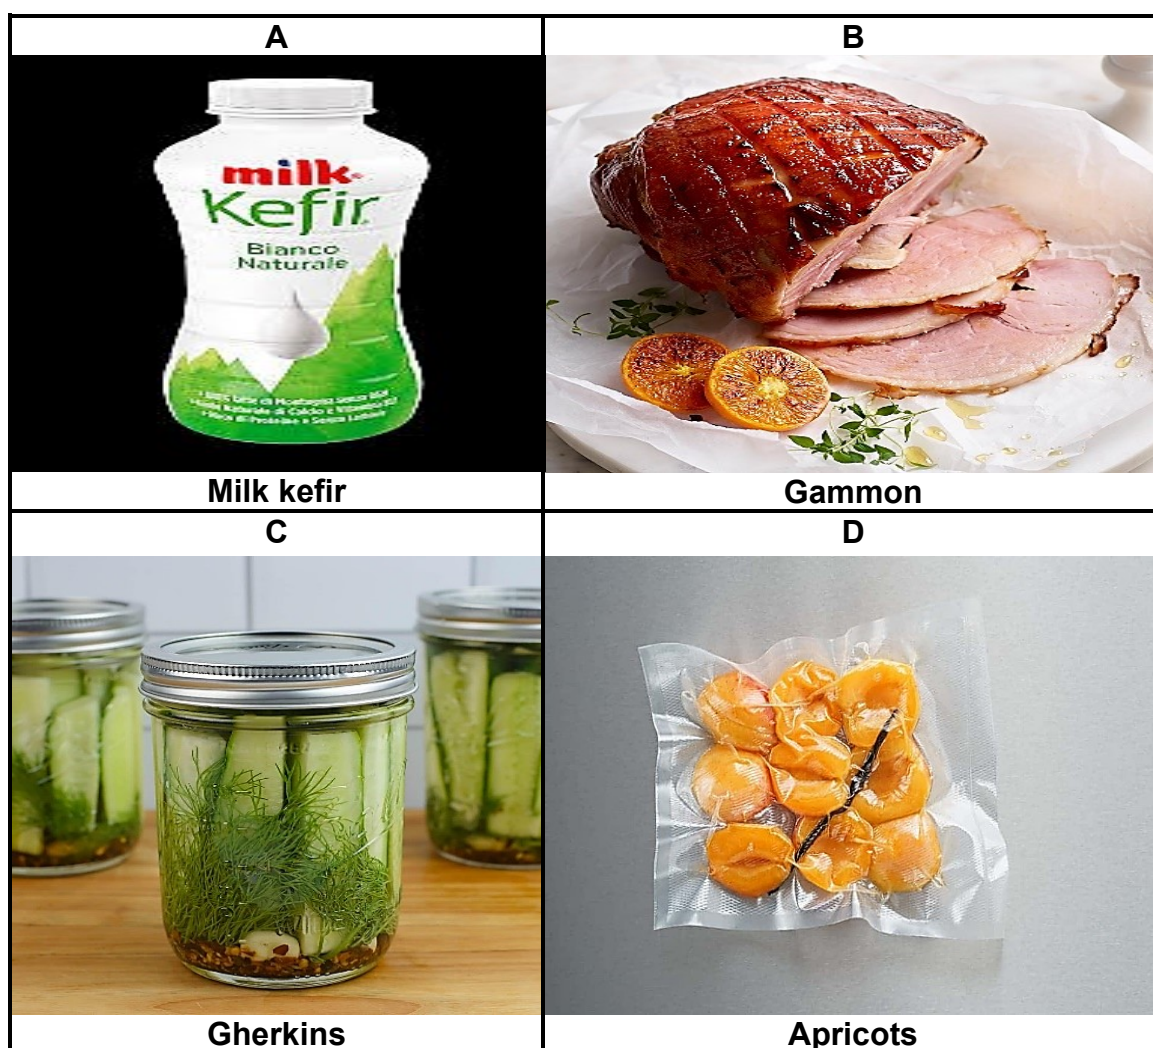 A
B
milk
Kefir
Bianco
Naturale
Milk kefir
Gammon
C
D
Gherkins
Apricots